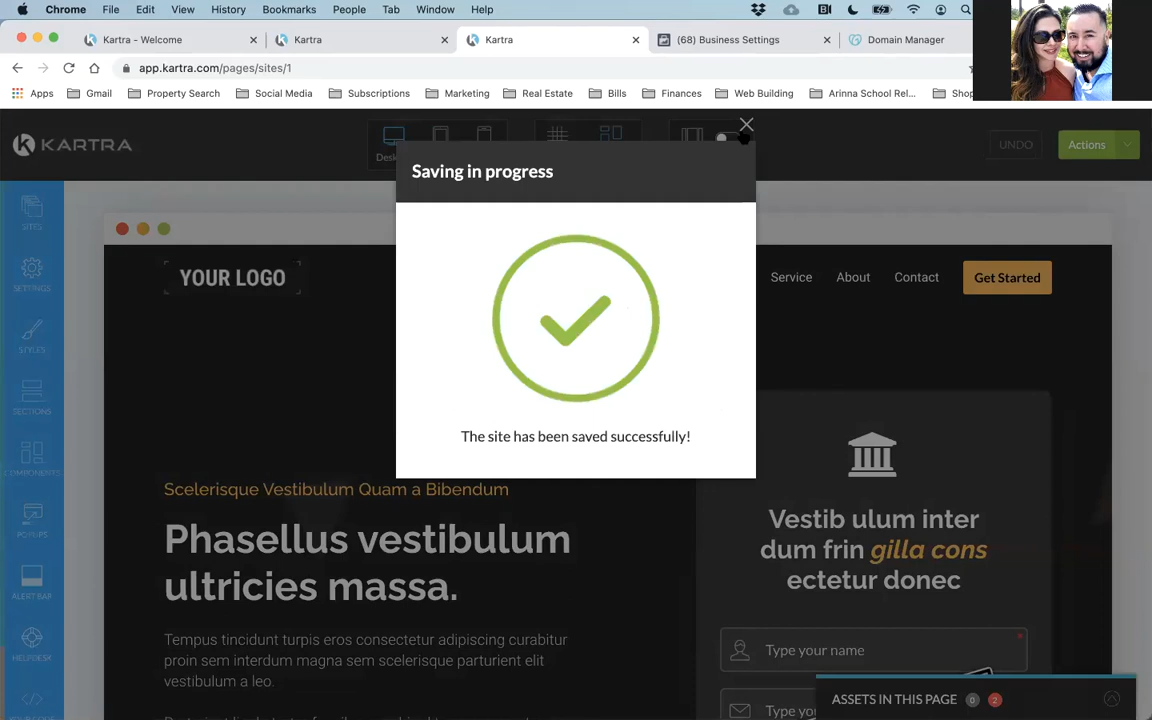 Chrome File Edit View History Bookmarks People Tab Window Help
Kartra - Welcome
Kartra
Kartra
(68) Business Settings
Domain Manager
app.kartra.com/pages/sites/1
Apps Gmail Property Search Social Media Subscriptions Marketing Real Estate Bills Finances Web Building Arinna School Rel... Shop
KARTRA
UNDO
Actions
Saving in progress
The site has been saved successfully!
SITES
SETTINGS
STYLES
SECTIONS
COMPONENTS
POPUPS
ALERT BAR
HELPDESK
YOUR LOGO
Service About Contact Get Started
Scelerisque Vestibulum Quam a Bibendum
Phasellus vestibulum
ultricies massa.
Tempus tincidunt turpis eros consectetur adipiscing curabitur
proin sem interdum magna sem scelerisque parturient elit
vestibulum a leo.
Vestib ulum inter
dum frin gilla cons
ectetur donec
Type your name
Type you
ASSETS IN THIS PAGE 0 2